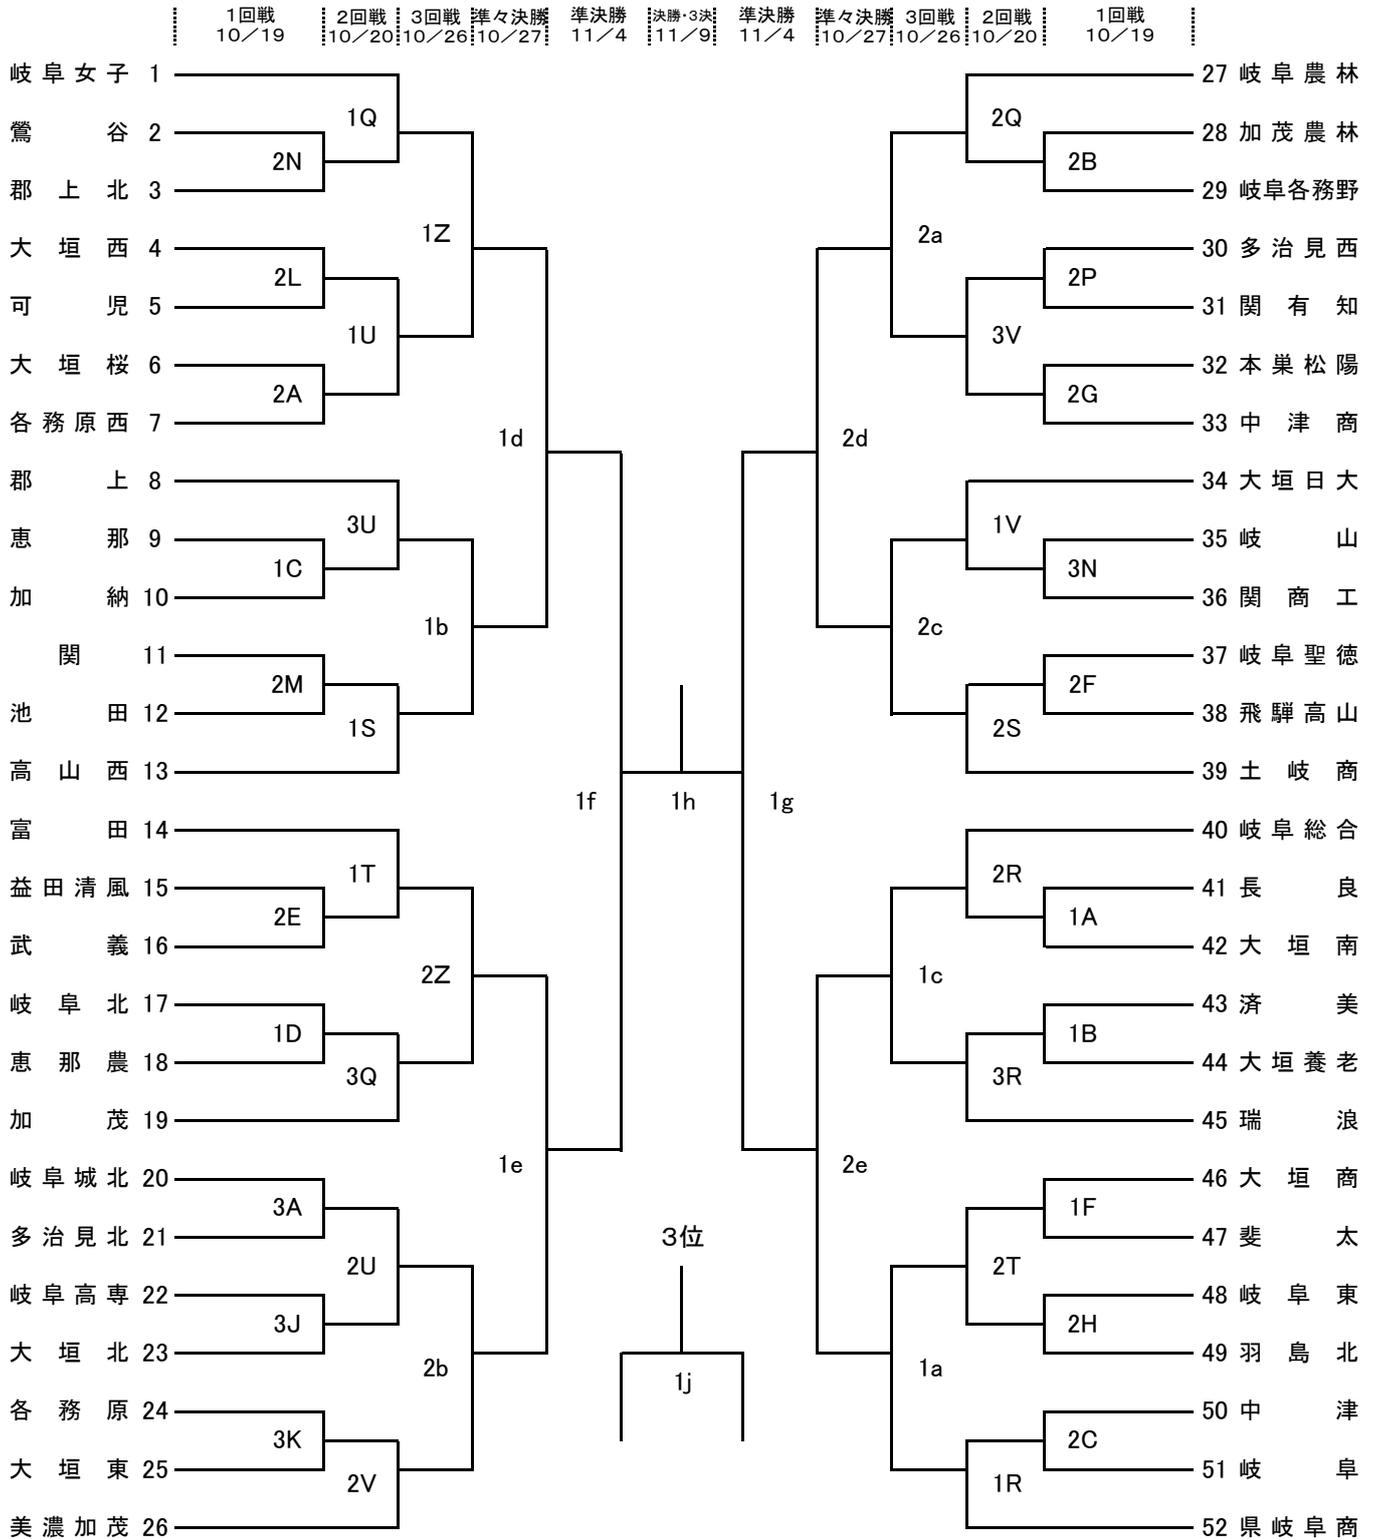 1回戦 2回戦 3回戦 準々決勝 準決勝 決勝・3決 準決勝 準々決勝 3回戦 2回戦 1回戦
10/19 10/20 10/26 10/27 11/4 11/9 11/4 10/27 10/26 10/20 10/19
岐阜女子 1 27 岐阜農林
1Q 2Q
鶯谷 2 28 加茂農林
2N 2B
郡上北 3 29 岐阜各務野
1Z 2a
大垣西 4 30 多治見西
2L 2P
可児 5 31 関有知
1U 3V
大垣桜 6 32 本巣松陽
2A 2G
各務原西 7 33 中津商
1d 2d
郡上 8 34 大垣日大
3U 1V
恵那 9 35 岐山
1C 3N
加納 10 36 関商工
1b 2c
関 11 37 岐阜聖徳
2M 2F
池田 12 38 飛騨高山
1S 2S
高山西 13 39 土岐商
1f 1h 1g
富田 14 40 岐阜総合
1T 2R
益田清風 15 41 長良
2E 1A
武義 16 42 大垣南
2Z 1c
岐阜北 17 43 済美
1D 1B
恵那農 18 44 大垣養老
3Q 3R
加茂 19 45 瑞浪
1e 2e
岐阜城北 20 46 大垣商
3A 1F
多治見北 21 3位 47 斐太
2U 2T
岐阜高専 22 48 岐阜東
3J 2H
大垣北 23 49 羽島北
2b 1j 1a
各務原 24 50 中津
3K 2C
大垣東 25 51 岐阜
2V 1R
美濃加茂 26 52 県岐阜商